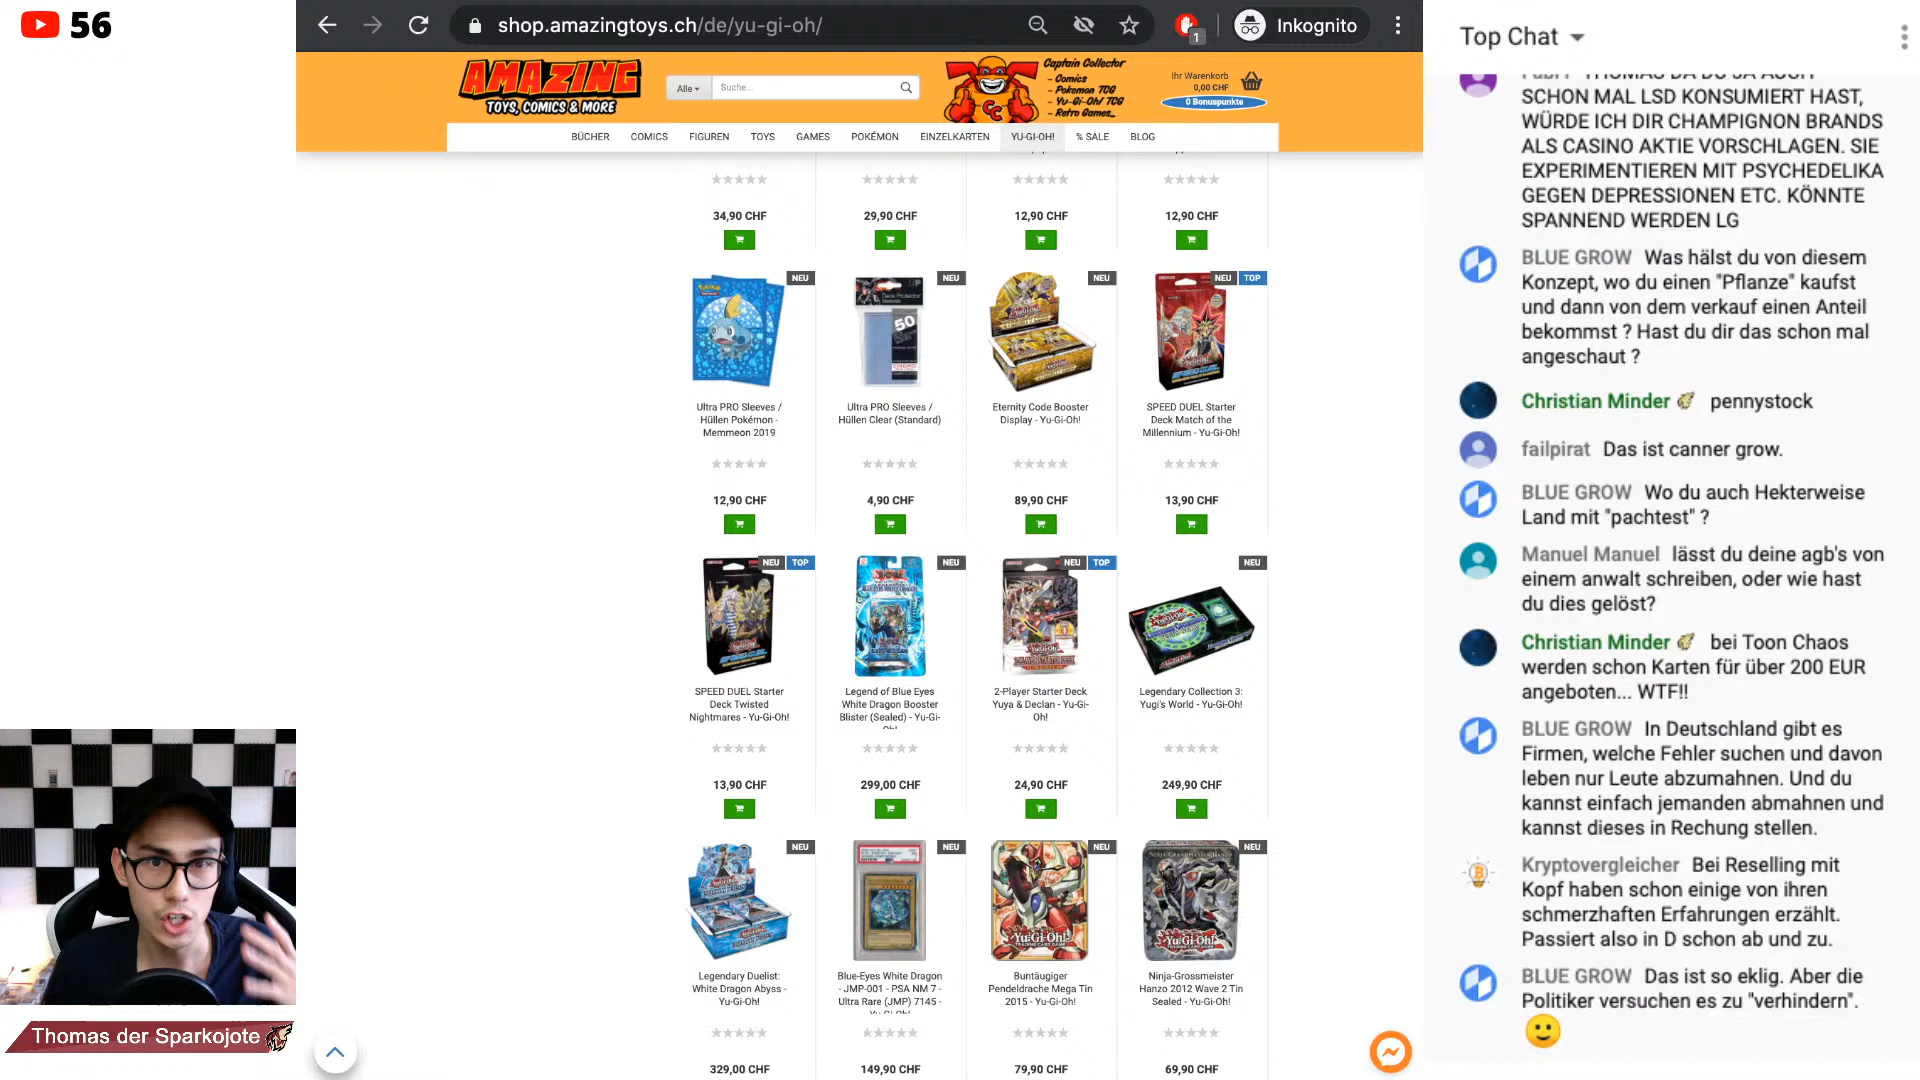 56
shop.amazingtoys.ch/de/yu-gi-oh/
1
Inkognito
AMAZING
TOYS, COMICS & MORE
Alle
Suche...
Captain Collector
- Comics
- Pokemon TCG
- Yu-Gi-Oh! TCG
- Retro Games
Ihr Warenkorb
0,00 CHF
0 Bonuspunkte
BÜCHER COMICS FIGUREN TOYS GAMES POKÉMON EINZELKARTEN YU-GI-OH! % SALE BLOG
34,90 CHF 29,90 CHF 12,90 CHF 12,90 CHF
NEU NEU NEU NEU TOP
Ultra PRO Sleeves /
Hüllen Pokémon -
Memmeon 2019
12,90 CHF
Ultra PRO Sleeves /
Hüllen Clear (Standard)
4,90 CHF
Eternity Code Booster
Display - Yu-Gi-Oh!
89,90 CHF
SPEED DUEL Starter
Deck Match of the
Millennium - Yu-Gi-Oh!
13,90 CHF
NEU TOP NEU NEU TOP NEU
SPEED DUEL Starter
Deck Twisted
Nightmares - Yu-Gi-Oh!
13,90 CHF
Legend of Blue Eyes
White Dragon Booster
Blister (Sealed) - Yu-Gi-
Oh!
299,00 CHF
2-Player Starter Deck
Yuya & Declan - Yu-Gi-
Oh!
24,90 CHF
Legendary Collection 3:
Yugi's World - Yu-Gi-Oh!
249,90 CHF
NEU NEU NEU NEU
Legendary Duelist:
White Dragon Abyss -
Yu-Gi-Oh!
329,00 CHF
Blue-Eyes White Dragon
- JMP-001 - PSA NM 7 -
Ultra Rare (JMP) 7145 -
Yu-Gi-Oh!
149,90 CHF
Buntäugiger
Pendeldrache Mega Tin
2015 - Yu-Gi-Oh!
79,90 CHF
Ninja-Grossmeister
Hanzo 2012 Wave 2 Tin
Sealed - Yu-Gi-Oh!
69,90 CHF
Thomas der Sparkojote
Top Chat
THOMAS DA DU JA AUCH
SCHON MAL LSD KONSUMIERT HAST,
WÜRDE ICH DIR CHAMPIGNON BRANDS
ALS CASINO AKTIE VORSCHLAGEN. SIE
EXPERIMENTIEREN MIT PSYCHEDELIKA
GEGEN DEPRESSIONEN ETC. KÖNNTE
SPANNEND WERDEN LG
BLUE GROW Was hälst du von diesem
Konzept, wo du einen "Pflanze" kaufst
und dann von dem verkauf einen Anteil
bekommst ? Hast du dir das schon mal
angeschaut ?
Christian Minder pennystock
failpirat Das ist canner grow.
BLUE GROW Wo du auch Hekterweise
Land mit "pachtest" ?
Manuel Manuel lässt du deine agb's von
einem anwalt schreiben, oder wie hast
du dies gelöst?
Christian Minder bei Toon Chaos
werden schon Karten für über 200 EUR
angeboten... WTF!!
BLUE GROW In Deutschland gibt es
Firmen, welche Fehler suchen und davon
leben nur Leute abzumahnen. Und du
kannst einfach jemanden abmahnen und
kannst dieses in Rechung stellen.
Kryptovergleicher Bei Reselling mit
Kopf haben schon einige von ihren
schmerzhaften Erfahrungen erzählt.
Passiert also in D schon ab und zu.
BLUE GROW Das ist so eklig. Aber die
Politiker versuchen es zu "verhindern".
🙂